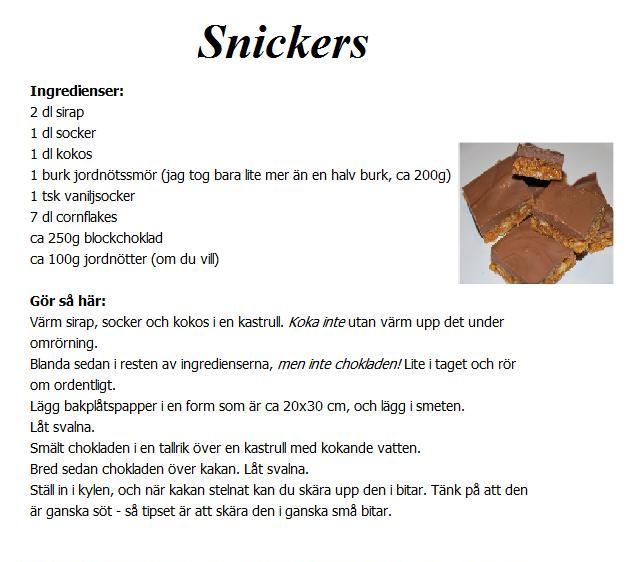 Snickers
Ingredienser:
2 dl sirap
1 dl socker
1 dl kokos
1 burk jordnötssmör (jag tog bara lite mer än en halv burk, ca 200g)
1 tsk vaniljsocker
7 dl cornflakes
ca 250g blockchoklad
ca 100g jordnötter (om du vill)
Gör så här:
Värm sirap, socker och kokos i en kastrull. Koka inte utan värm upp det under
omrörning.
Blanda sedan i resten av ingredienserna, men inte chokladen! Lite i taget och rör
om ordentligt.
Lägg bakplåtspapper i en form som är ca 20x30 cm, och lägg i smeten.
Låt svalna.
Smält chokladen i en tallrik över en kastrull med kokande vatten.
Bred sedan chokladen över kakan. Låt svalna.
Ställ in i kylen, och när kakan stelnat kan du skära upp den i bitar. Tänk på att den
är ganska söt - så tipset är att skära den i ganska små bitar.